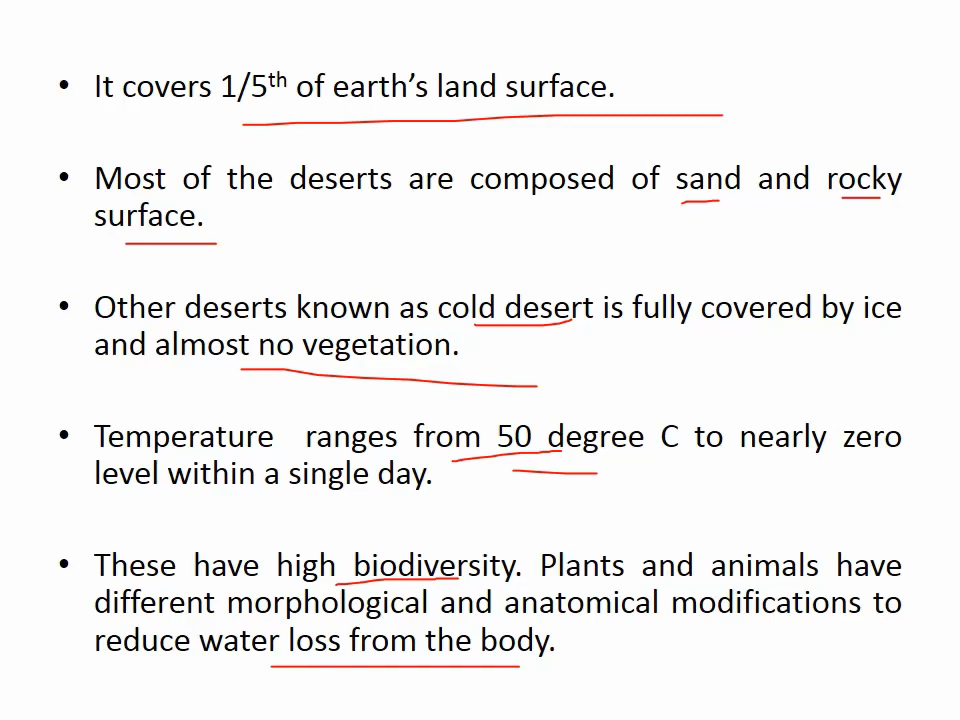 • It covers 1/5th of earth’s land surface.
• Most of the deserts are composed of sand and rocky
surface.
• Other deserts known as cold desert is fully covered by ice
and almost no vegetation.
• Temperature ranges from 50 degree C to nearly zero
level within a single day.
• These have high biodiversity. Plants and animals have
different morphological and anatomical modifications to
reduce water loss from the body.